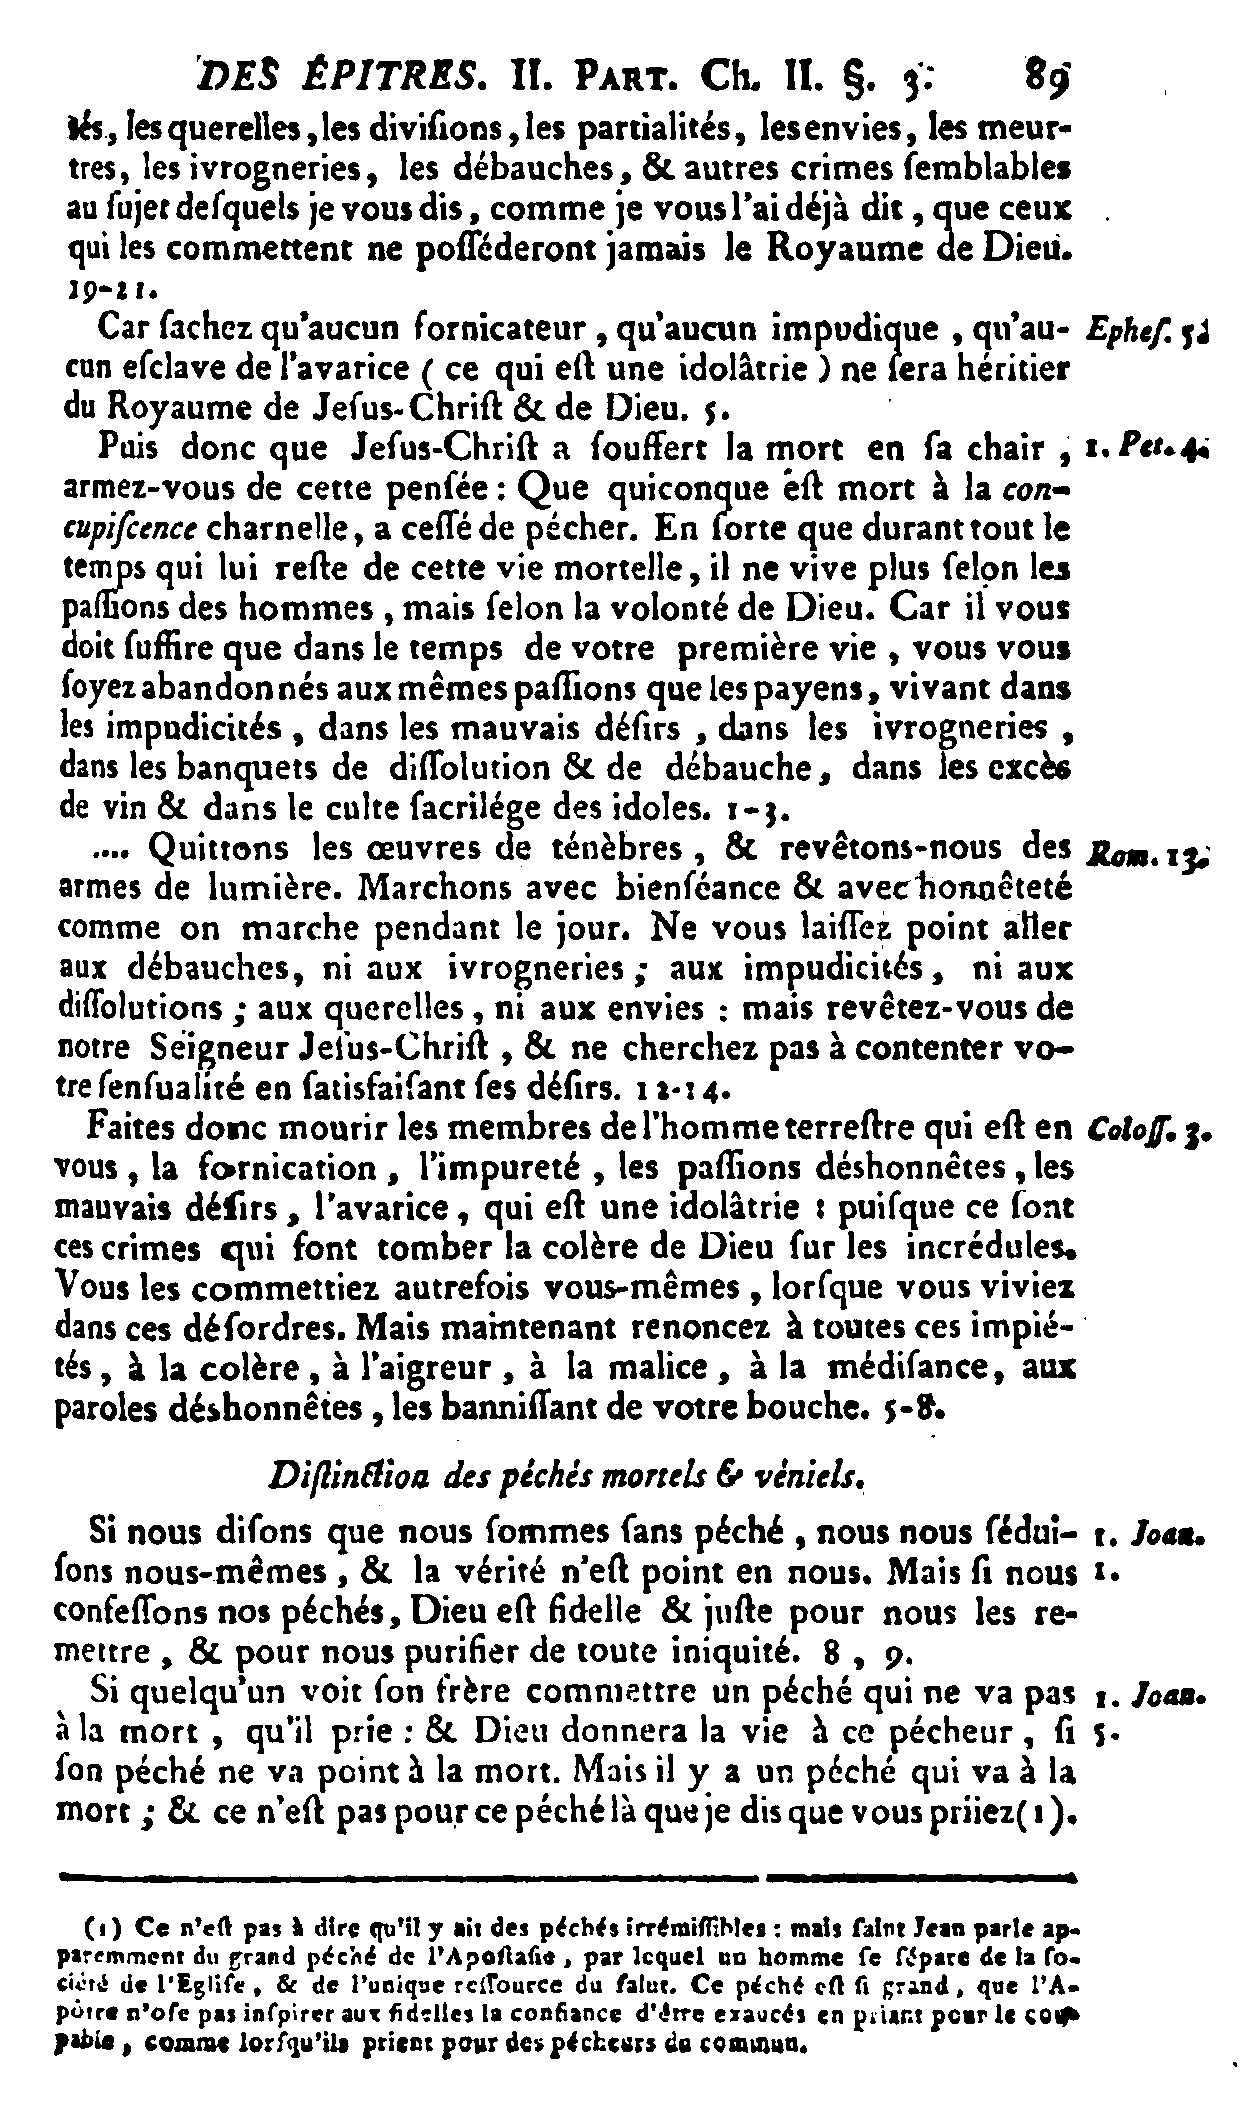 DES ÉPITRES. II. PART. Ch. II. §. 3. 89
tés, les querelles, les diviſions, les partialités, les envies, les meur-
tres, les ivrogneries, les débauches, & autres crimes ſemblables
au ſujet deſquels je vous dis, comme je vous l'ai déjà dit, que ceux
qui les commettent ne poſſéderont jamais le Royaume de Dieu.
19-21.
Car ſachez qu'aucun fornicateur, qu'aucun impudique, qu'au- Epheſ. 5.
cun eſclave de l'avarice ( ce qui eſt une idolâtrie ) ne ſera héritier
du Royaume de Jeſus-Chriſt & de Dieu. 5.
Puis donc que Jeſus-Chriſt a ſouffert la mort en ſa chair, 1. Pet. 4.
armez-vous de cette penſée : Que quiconque eſt mort à la con-
cupiſcence charnelle, a ceſſé de pécher. En ſorte que durant tout le
temps qui lui reſte de cette vie mortelle, il ne vive plus ſelon les
paſſions des hommes, mais ſelon la volonté de Dieu. Car il vous
doit ſuffire que dans le temps de votre première vie, vous vous
ſoyez abandonnés aux mêmes paſſions que les payens, vivant dans
les impudicités, dans les mauvais déſirs, dans les ivrogneries,
dans les banquets de diſſolution & de débauche, dans les excès
de vin & dans le culte ſacrilége des idoles. 1-3.
.... Quittons les œuvres de ténèbres, & revêtons-nous des Rom. 13.
armes de lumière. Marchons avec bienſéance & avec honnêteté
comme on marche pendant le jour. Ne vous laiſſez point aller
aux débauches, ni aux ivrogneries ; aux impudicités, ni aux
diſſolutions ; aux querelles, ni aux envies : mais revêtez-vous de
notre Seigneur Jeſus-Chriſt, & ne cherchez pas à contenter vo-
tre ſenſualité en ſatisfaiſant ſes déſirs. 12-14.
Faites donc mourir les membres de l'homme terreſtre qui eſt en Coloſſ. 3.
vous, la fornication, l'impureté, les paſſions déshonnêtes, les
mauvais déſirs, l'avarice, qui eſt une idolâtrie : puiſque ce ſont
ces crimes qui font tomber la colère de Dieu ſur les incrédules.
Vous les commettiez autrefois vous-mêmes, lorſque vous viviez
dans ces déſordres. Mais maintenant renoncez à toutes ces impié-
tés, à la colère, à l'aigreur, à la malice, à la médiſance, aux
paroles déshonnêtes, les banniſſant de votre bouche. 5-8.
Diſtinction des péchés mortels & véniels.
Si nous diſons que nous ſommes ſans péché, nous nous ſédui- 1. Joan.
ſons nous-mêmes, & la vérité n'eſt point en nous. Mais ſi nous 1.
confeſſons nos péchés, Dieu eſt fidelle & juſte pour nous les re-
mettre, & pour nous purifier de toute iniquité. 8, 9.
Si quelqu'un voit ſon frère commettre un péché qui ne va pas 1. Joan.
à la mort, qu'il prie : & Dieu donnera la vie à ce pécheur, ſi 5.
ſon péché ne va point à la mort. Mais il y a un péché qui va à la
mort ; & ce n'eſt pas pour ce péché là que je dis que vous priiez(1).
(1) Ce n'eſt pas à dire qu'il y ait des péchés irrémiſſibles : mais ſaint Jean parle ap-
paremment du grand péché de l'Apoſtaſie, par lequel un homme ſe ſépare de la ſo-
ciété de l'Egliſe, & de l'unique reſſource du ſalut. Ce péché eſt ſi grand, que l'A-
pôtre n'oſe pas inſpirer aux fidelles la confiance d'être exaucés en priant pour le cou-
pable, comme lorſqu'ils prient pour des pécheurs du commun.